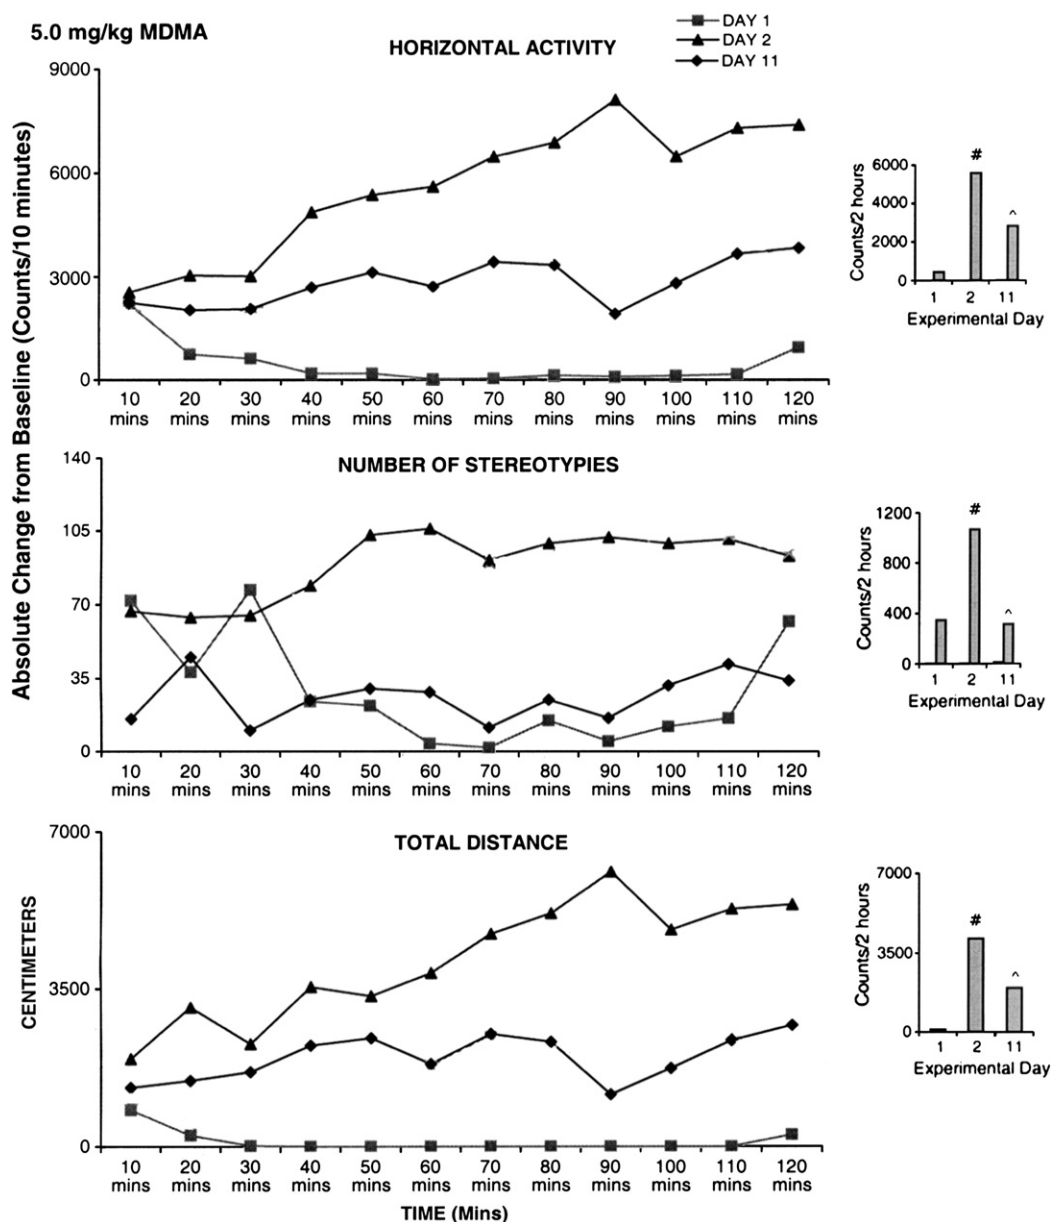 5.0 mg/kg MDMA
HORIZONTAL ACTIVITY
DAY 1
DAY 2
DAY 11
Absolute Change from Baseline (Counts/10 minutes)
9000
6000
3000
0
10 20 30 40 50 60 70 80 90 100 110 120
mins mins mins mins mins mins mins mins mins mins mins mins
Counts/2 hours
6000
4000
2000
0
#
^
1 2 11
Experimental Day
NUMBER OF STEREOTYPIES
140
105
70
35
0
10 20 30 40 50 60 70 80 90 100 110 120
mins mins mins mins mins mins mins mins mins mins mins mins
Counts/2 hours
1200
800
400
0
#
^
1 2 11
Experimental Day
TOTAL DISTANCE
CENTIMETERS
7000
3500
0
10 20 30 40 50 60 70 80 90 100 110 120
mins mins mins mins mins mins mins mins mins mins mins mins
TIME (Mins)
Counts/2 hours
7000
3500
0
#
^
1 2 11
Experimental Day